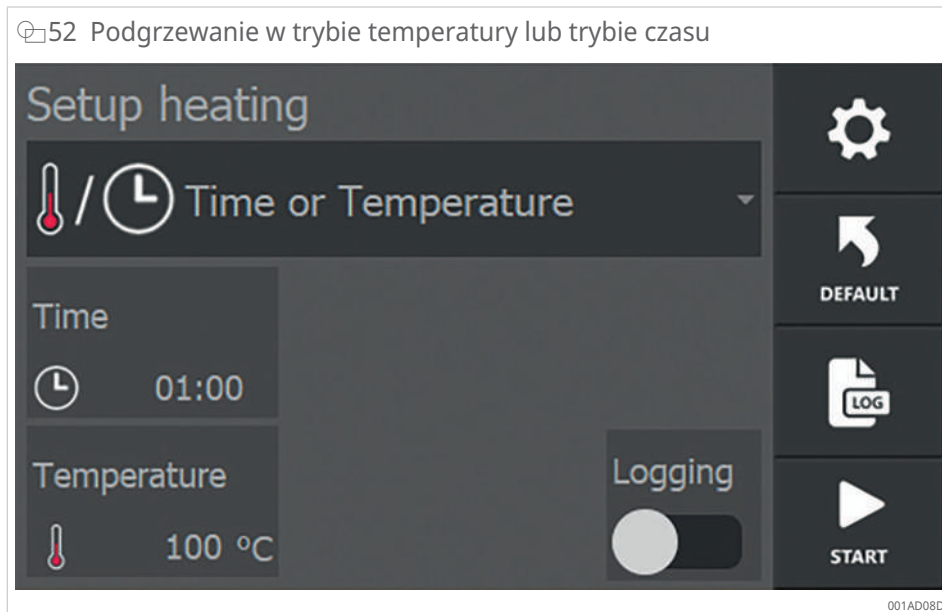 52 Podgrzewanie w trybie temperatury lub trybie czasu
Setup heating
/ Time or Temperature
Time
01:00
Temperature
100 °C
Logging
DEFAULT
LOG
START
001AD08D